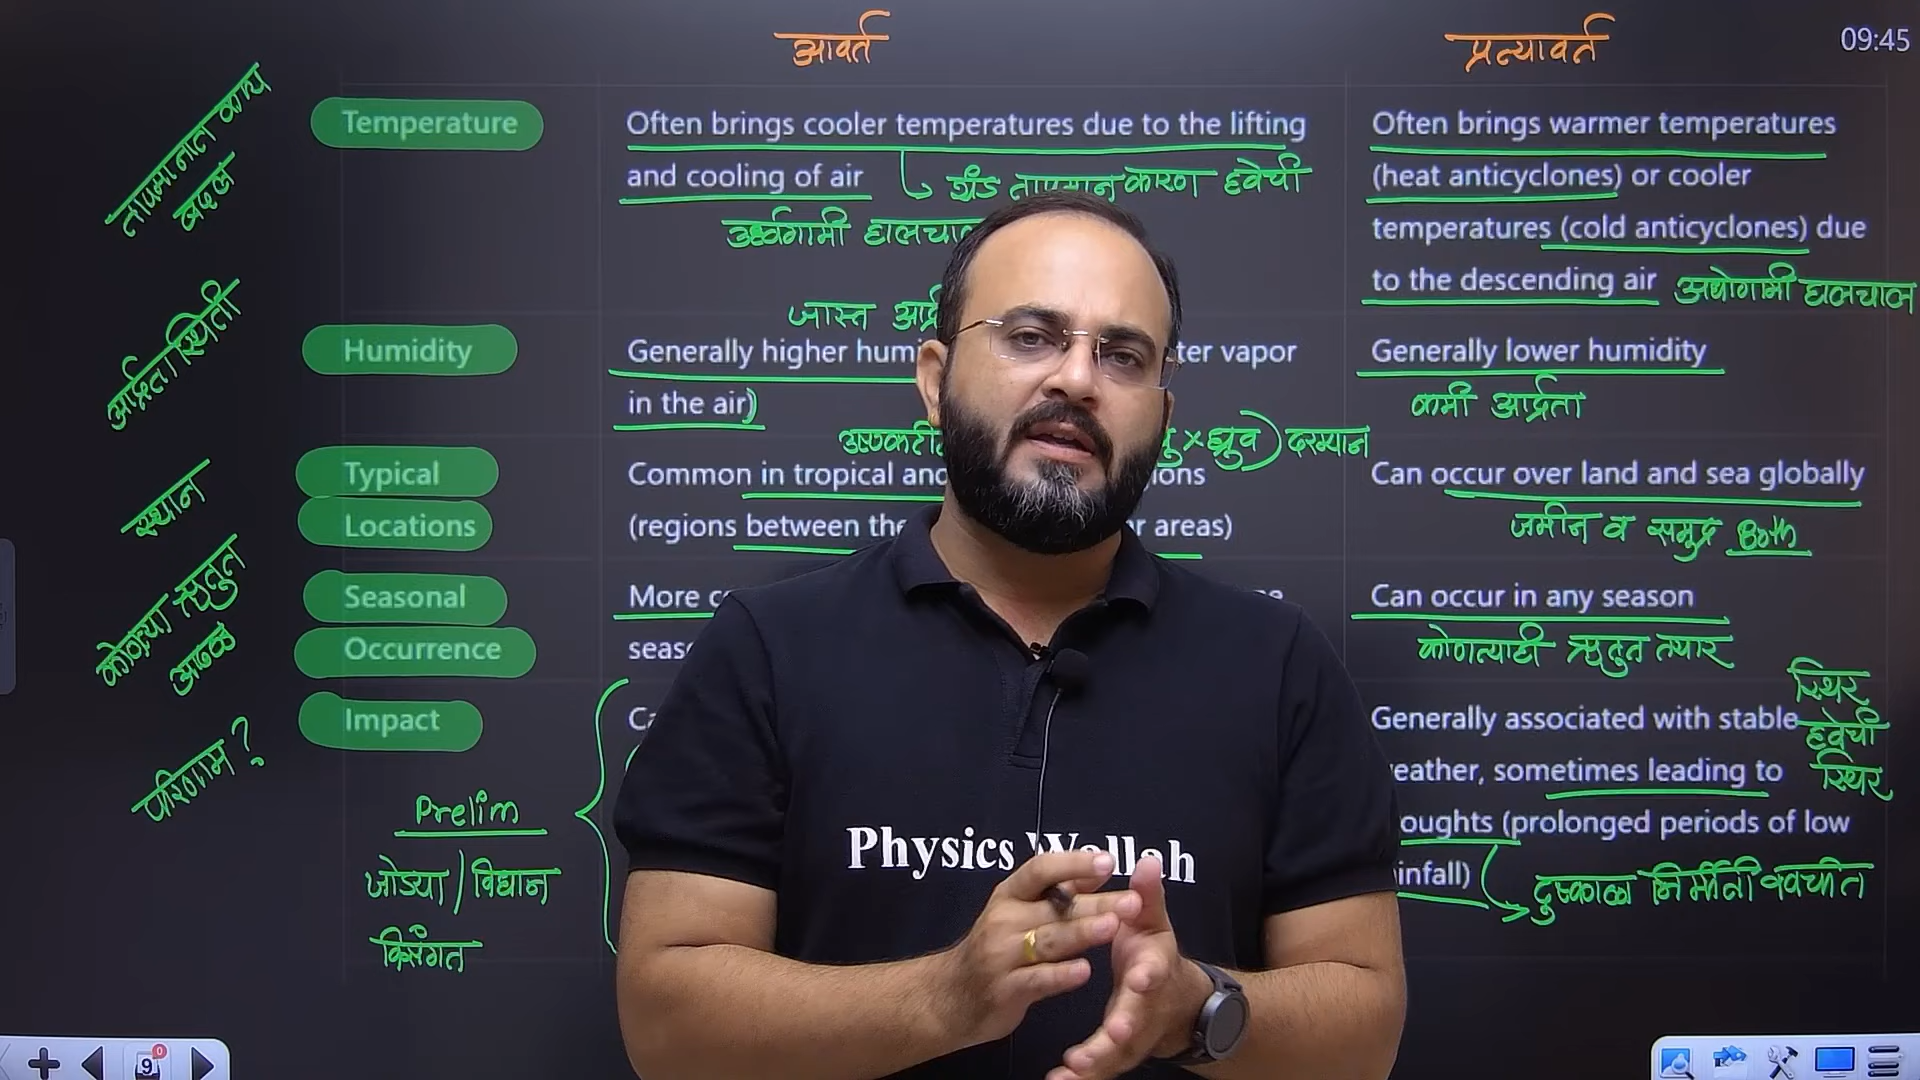 आवर्त
प्रत्यावर्त
09:45
तापमानात काय
बदल
Temperature
Often brings cooler temperatures due to the lifting
and cooling of air
थंड तापमान कारण हवेची
उर्ध्वगामी हालचाल
Often brings warmer temperatures
(heat anticyclones) or cooler
temperatures (cold anticyclones) due
to the descending air
अधोगामी हालचाल
आर्द्रता स्थिती
Humidity
जास्त
Generally higher
ter vapor
in the air)
Generally lower humidity
कमी आर्द्रता
स्थान
Typical
Locations
×ध्रुव) दरम्यान
Common in tropical and
(regions between the
areas)
Can occur over land and sea globally
जमीन व समुद्र Both
कोणत्या ऋतुत
आढळ
Seasonal
Occurrence
More
Can occur in any season
कोणत्याही ऋतुत तयार
परिणाम?
Impact
Generally associated with stable
स्थिर
हवेची
स्थिर
eather, sometimes leading to
oughts (prolonged periods of low
infall)
दुष्काळ निर्मिती क्वचीत
Prelim
जोड्या/विधान
विसंगत
Physics Wallah
9
0